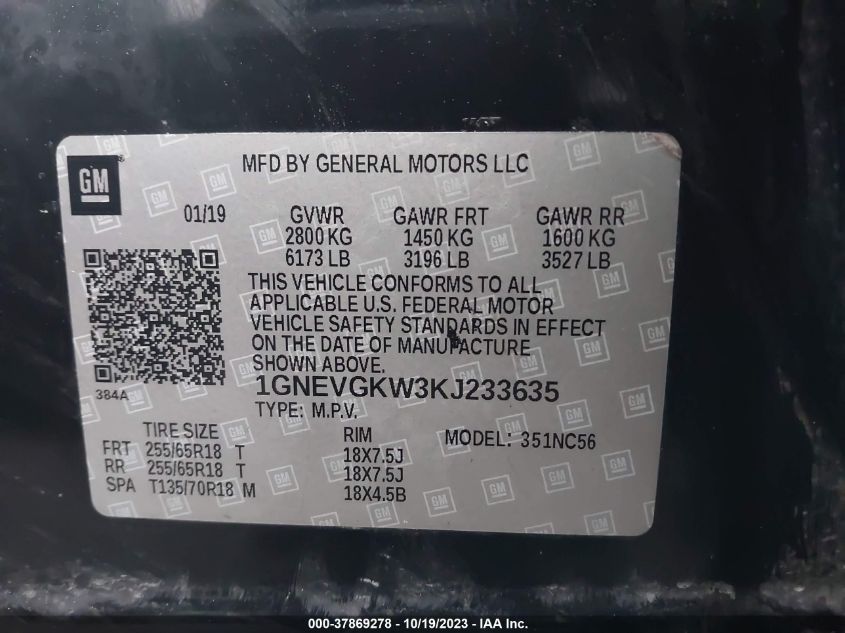 GM
MFD BY GENERAL MOTORS LLC
01/19 GVWR GAWR FRT GAWR RR
2800 KG 1450 KG 1600 KG
6173 LB 3196 LB 3527 LB
THIS VEHICLE CONFORMS TO ALL
APPLICABLE U.S. FEDERAL MOTOR
VEHICLE SAFETY STANDARDS IN EFFECT
ON THE DATE OF MANUFACTURE
SHOWN ABOVE.
384A
1GNEVGKW3KJ233635
TYPE: M.P.V.
TIRE SIZE RIM MODEL: 351NC56
FRT 255/65R18 T 18X7.5J
RR 255/65R18 T 18X7.5J
SPA T135/70R18 M 18X4.5B
000-37869278 - 10/19/2023 - IAA Inc.